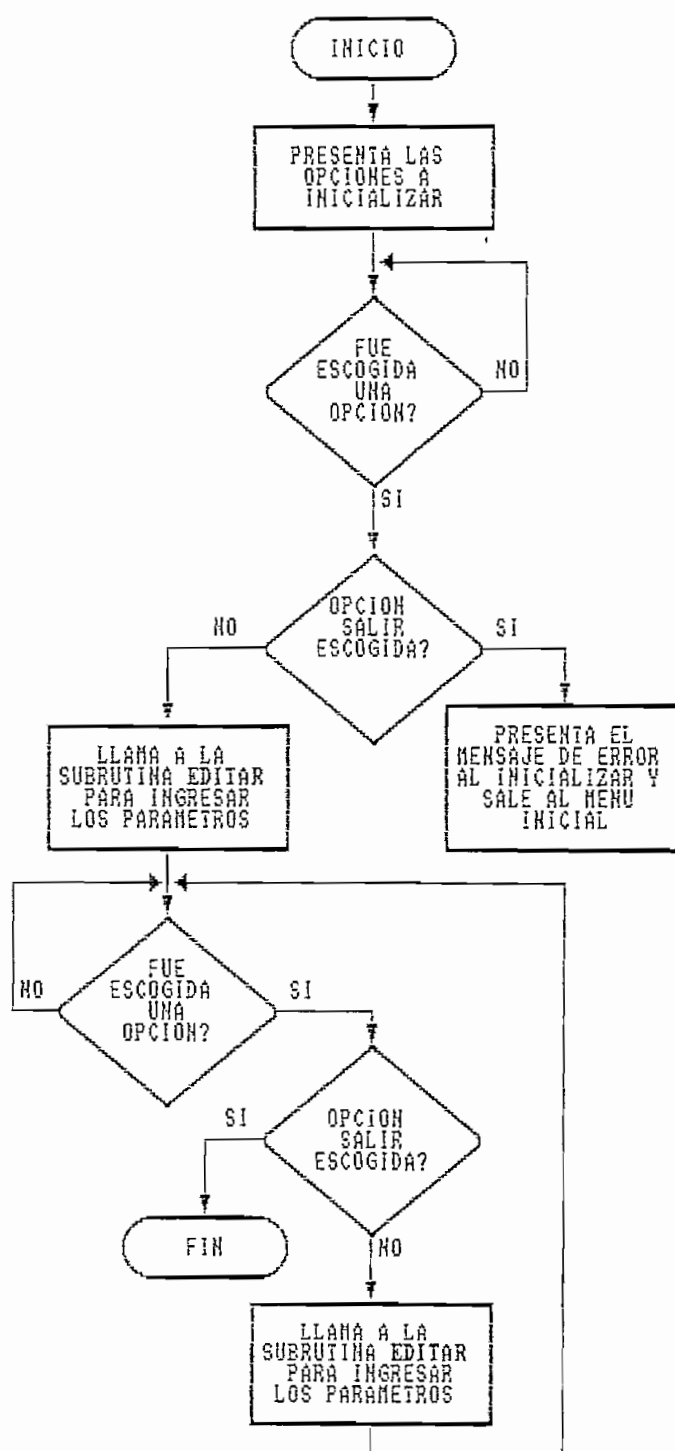 INICIO
PRESENTA LAS
OPCIONES A
INICIALIZAR
FUE
ESCOGIDA
UNA
OPCION?
NO
SI
OPCION
SALIR
ESCOGIDA?
NO
SI
LLAMA A LA
SUBRUTINA EDITAR
PARA INGRESAR
LOS PARAMETROS
PRESENTA EL
MENSAJE DE ERROR
AL INICIALIZAR Y
SALE AL MENU
INICIAL
FUE
ESCOGIDA
UNA
OPCION?
NO
SI
OPCION
SALIR
ESCOGIDA?
SI
FIN
NO
LLAMA A LA
SUBRUTINA EDITAR
PARA INGRESAR
LOS PARAMETROS